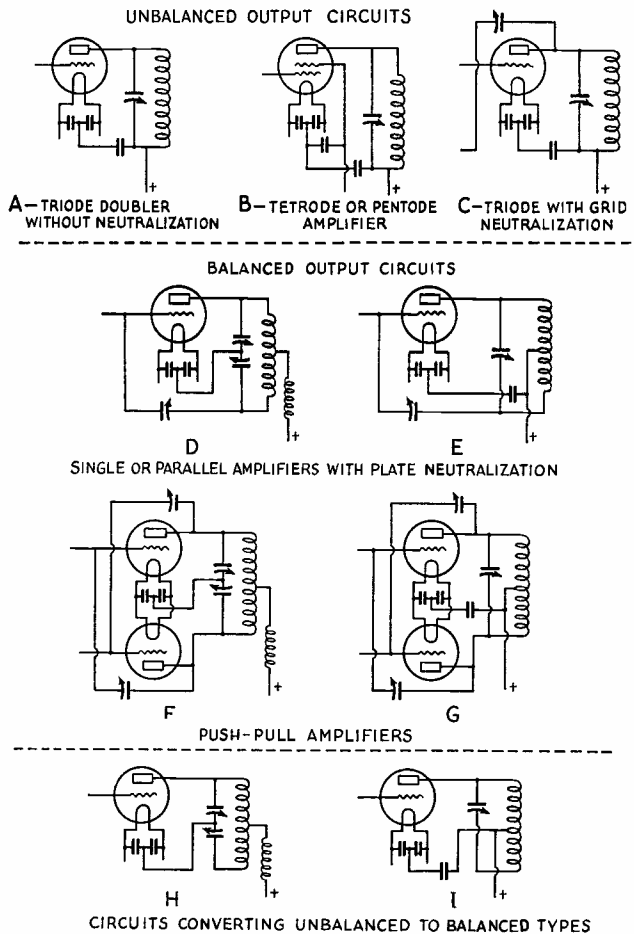 UNBALANCED OUTPUT CIRCUITS
+ + +
A–TRIODE DOUBLER WITHOUT NEUTRALIZATION
B–TETRODE OR PENTODE AMPLIFIER
C–TRIODE WITH GRID NEUTRALIZATION
BALANCED OUTPUT CIRCUITS
+ +
D E
SINGLE OR PARALLEL AMPLIFIERS WITH PLATE NEUTRALIZATION
+ +
F G
PUSH-PULL AMPLIFIERS
+ +
H I
CIRCUITS CONVERTING UNBALANCED TO BALANCED TYPES